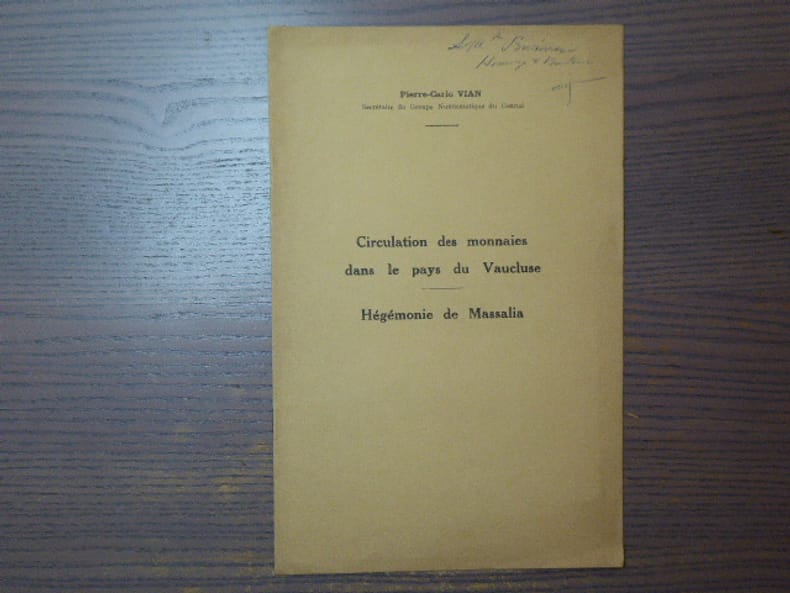 Pierre-Carlo VIAN
Secrétaire du Groupe Numismatique du Comtat
Circulation des monnaies
dans le pays du Vaucluse
Hégémonie de Massalia